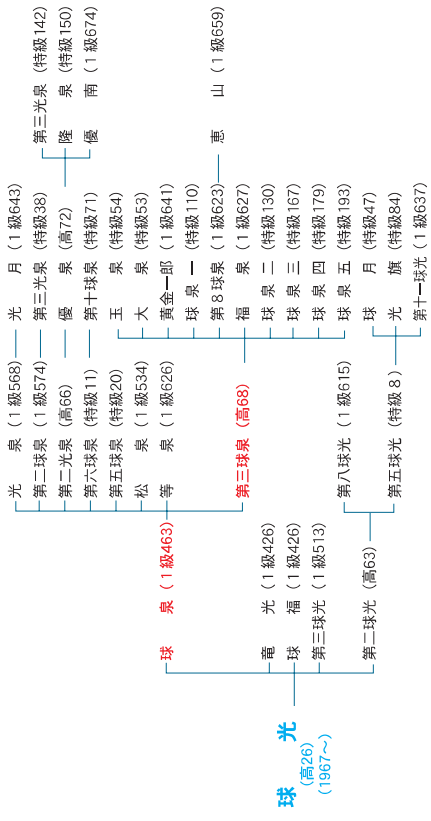 球光
(高26)
(1967〜)
球泉(1級463)
竜光(1級426)
球福(1級426)
第三球光(1級513)
第二球光(高63)
光泉(1級568)
第二球泉(1級574)
第二光泉(高66)
第六球泉(特級11)
第五球泉(特級20)
松泉(1級534)
等泉(1級626)
第三球泉(高68)
第八球光(1級615)
第五球光(特級8)
光月(1級643)
第三光泉(特級38)
優泉(高72)
第十球泉(特級71)
玉泉(特級54)
大泉(特級53)
黄金一郎(1級641)
球泉一(特級110)
第8球泉(1級623)
福泉(1級627)
球泉二(特級130)
球泉三(特級167)
球泉四(特級179)
球泉五(特級193)
球月(特級47)
光旗(特級84)
第十一球光(1級637)
第三光泉(特級142)
隆泉(特級150)
優南(1級674)
恵山(1級659)